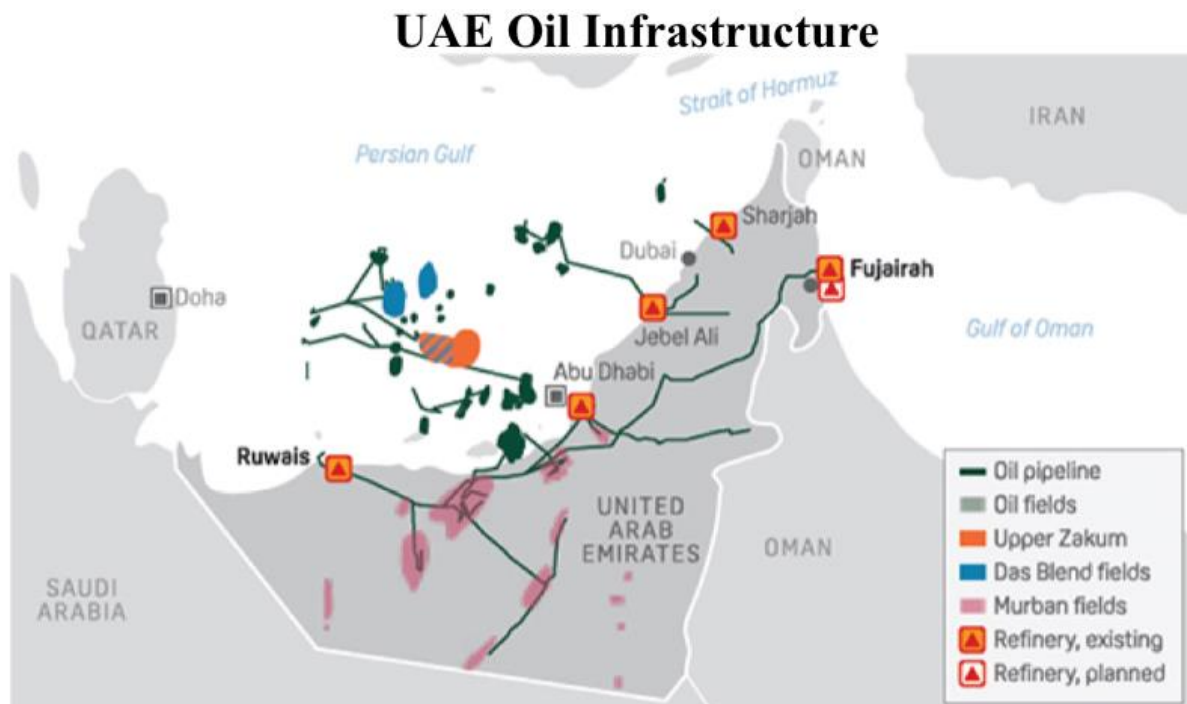 UAE Oil Infrastructure
Strait of Hormuz
IRAN
Persian Gulf
OMAN
Sharjah
Dubai
Fujairah
Doha
QATAR
Gulf of Oman
Jebel Ali
Abu Dhabi
Ruwais
UNITED
ARAB
EMIRATES
OMAN
SAUDI
ARABIA
Oil pipeline
Oil fields
Upper Zakum
Das Blend fields
Murban fields
Refinery, existing
Refinery, planned